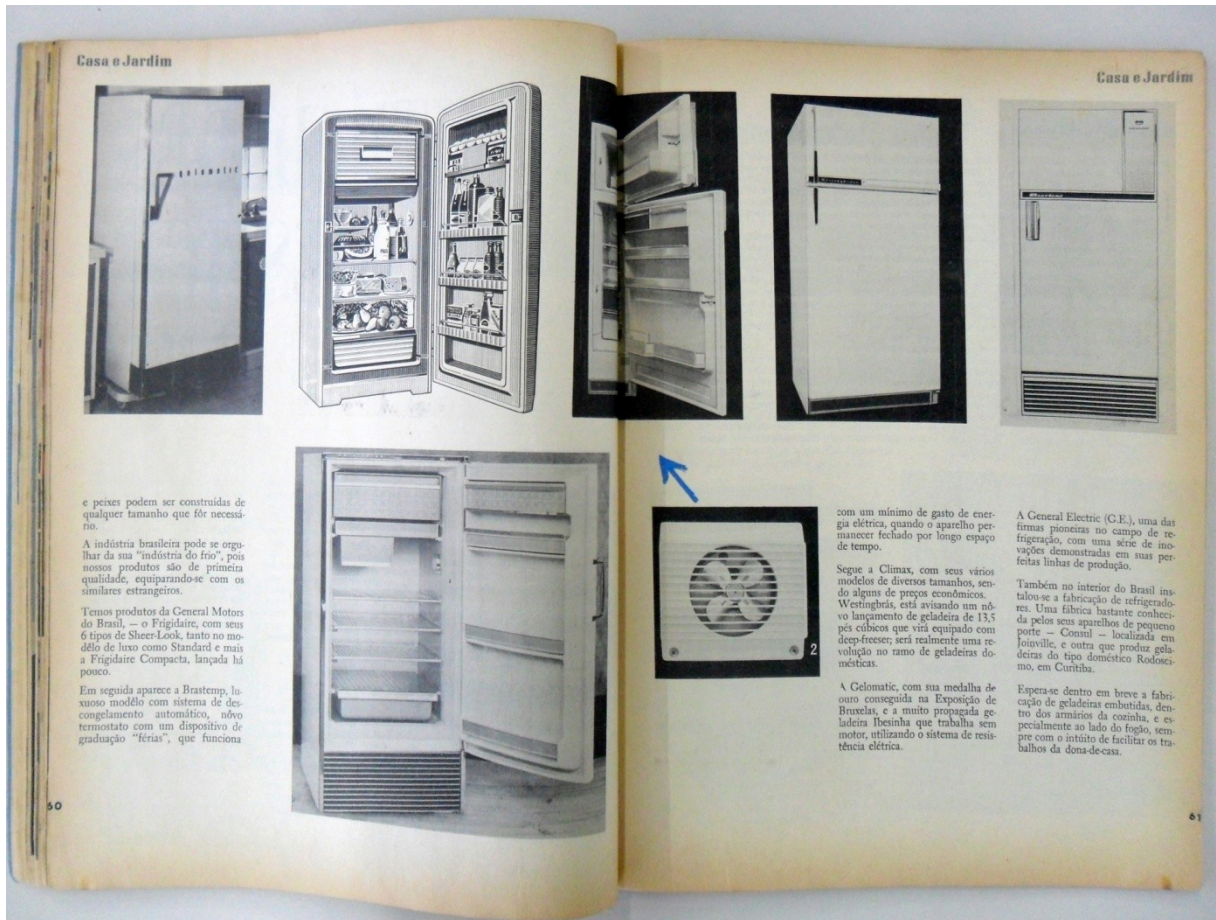 Casa e Jardim
Casa e Jardim
gelomatic
e peixes podem ser construídas de
qualquer tamanho que fôr necessá-
rio.
A indústria brasileira pode se orgu-
lhar da sua "indústria do frio", pois
nossos produtos são de primeira
qualidade, equiparando-se com os
similares estrangeiros.
Temos produtos da General Motors
do Brasil, — o Frigidaire, com seus
6 tipos de Sheer-Look, tanto no mo-
dêlo de luxo como Standard e mais
a Frigidaire Compacta, lançada há
pouco.
Em seguida aparece a Brastemp, lu-
xuoso modêlo com sistema de des-
congelamento automático, nôvo
termostato com um dispositivo de
graduação "férias", que funciona
60
2
com um mínimo de gasto de ener-
gia elétrica, quando o aparelho per-
manecer fechado por longo espaço
de tempo.
Segue a Climax, com seus vários
modelos de diversos tamanhos, sen-
do alguns de preços econômicos.
Westingbrás, está avisando um nô-
vo lançamento de geladeira de 13,5
pés cúbicos que virá equipado com
deep-freeser; será realmente uma re-
volução no ramo de geladeiras do-
mésticas.
A Gelomatic, com sua medalha de
ouro conseguida na Exposição de
Bruxelas, e a muito propagada ge-
ladeira Ibesinha que trabalha sem
motor, utilizando o sistema de resis-
tência elétrica.
A General Electric (G.E.), uma das
firmas pioneiras no campo de re-
frigeração, com uma série de ino-
vações demonstradas em suas per-
feitas linhas de produção.
Também no interior do Brasil ins-
talou-se a fabricação de refrigerado-
res. Uma fábrica bastante conheci-
da pelos seus aparelhos de pequeno
porte — Consul — localizada em
Joinville, e outra que produz gela-
deiras do tipo doméstico Rodosci-
mo, em Curitiba.
Espera-se dentro em breve a fabri-
cação de geladeiras embutidas, den-
tro dos armários da cozinha, e es-
pecialmente ao lado do fogão, sem-
pre com o intúito de facilitar os tra-
balhos da dona-de-casa.
61